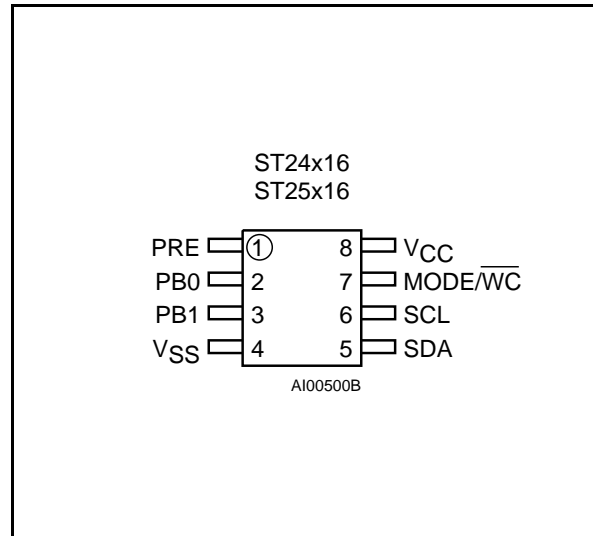 ST24x16
ST25x16
PRE 1 8 VCC
PB0 2 7 MODE/W̅C̅
PB1 3 6 SCL
VSS 4 5 SDA
AI00500B